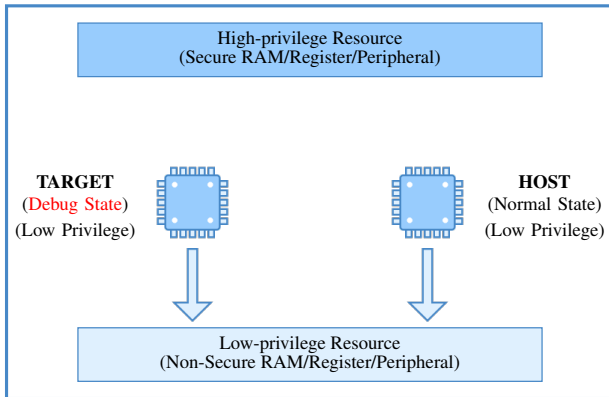 High-privilege Resource
(Secure RAM/Register/Peripheral)
TARGET
(Debug State)
(Low Privilege)
HOST
(Normal State)
(Low Privilege)
Low-privilege Resource
(Non-Secure RAM/Register/Peripheral)